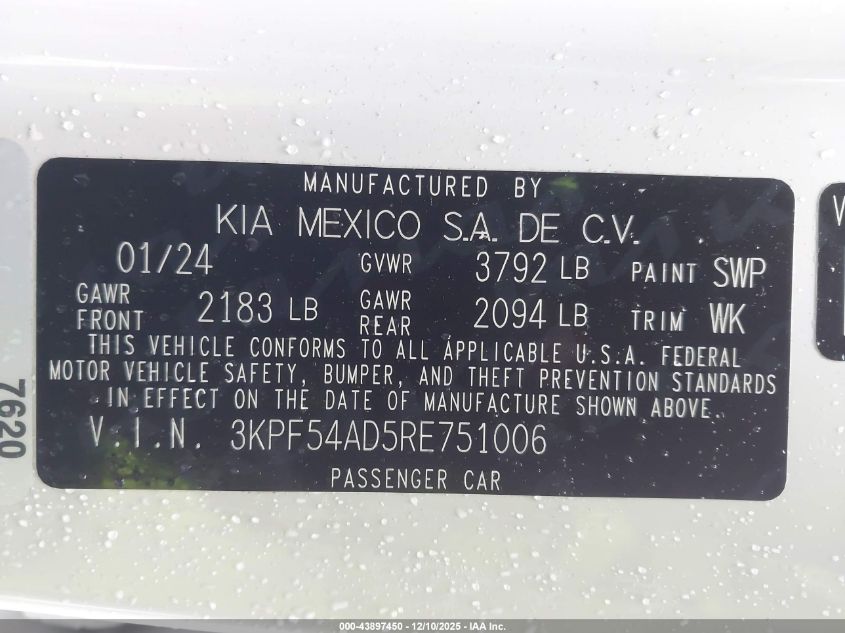 MANUFACTURED BY
KIA MEXICO S.A. DE C.V.
01/24 GVWR 3792 LB PAINT SWP
GAWR FRONT 2183 LB GAWR REAR 2094 LB TRIM WK
THIS VEHICLE CONFORMS TO ALL APPLICABLE U.S.A. FEDERAL
MOTOR VEHICLE SAFETY, BUMPER, AND THEFT PREVENTION STANDARDS
IN EFFECT ON THE DATE OF MANUFACTURE SHOWN ABOVE.
V.I.N. 3KPF54AD5RE751006
PASSENGER CAR
7620
V
000-43897450 - 12/10/2025 - IAA Inc.